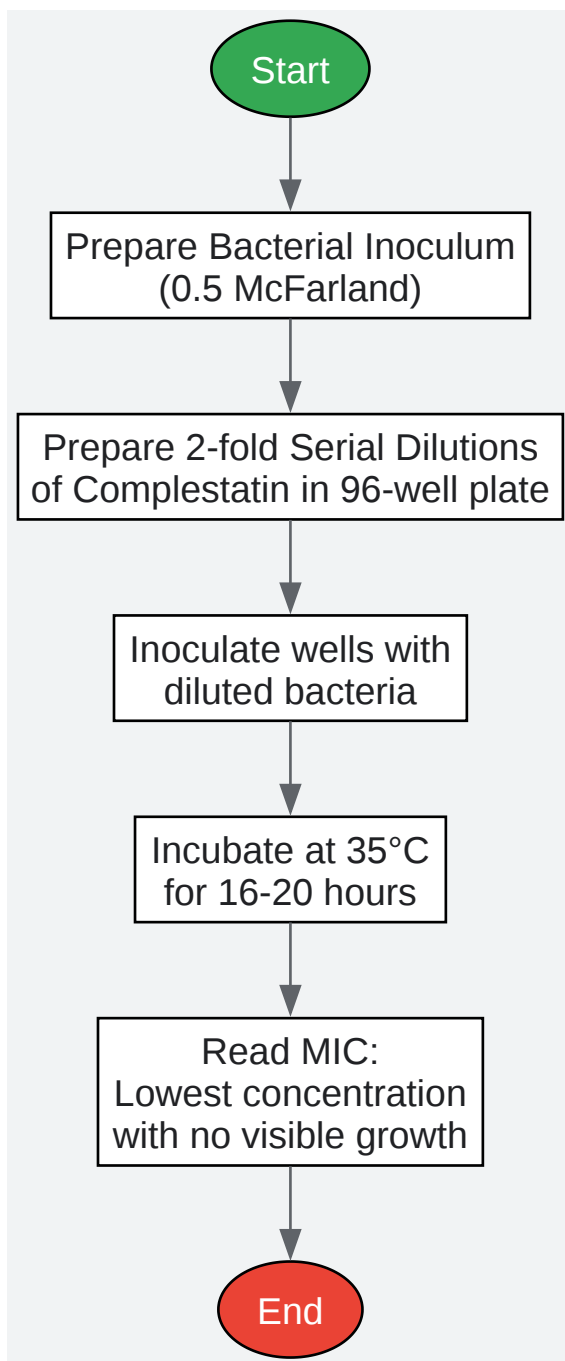 Start
Prepare Bacterial Inoculum
(0.5 McFarland)
Prepare 2-fold Serial Dilutions
of Complestatin in 96-well plate
Inoculate wells with
diluted bacteria
Incubate at 35°C
for 16-20 hours
Read MIC:
Lowest concentration
with no visible growth
End